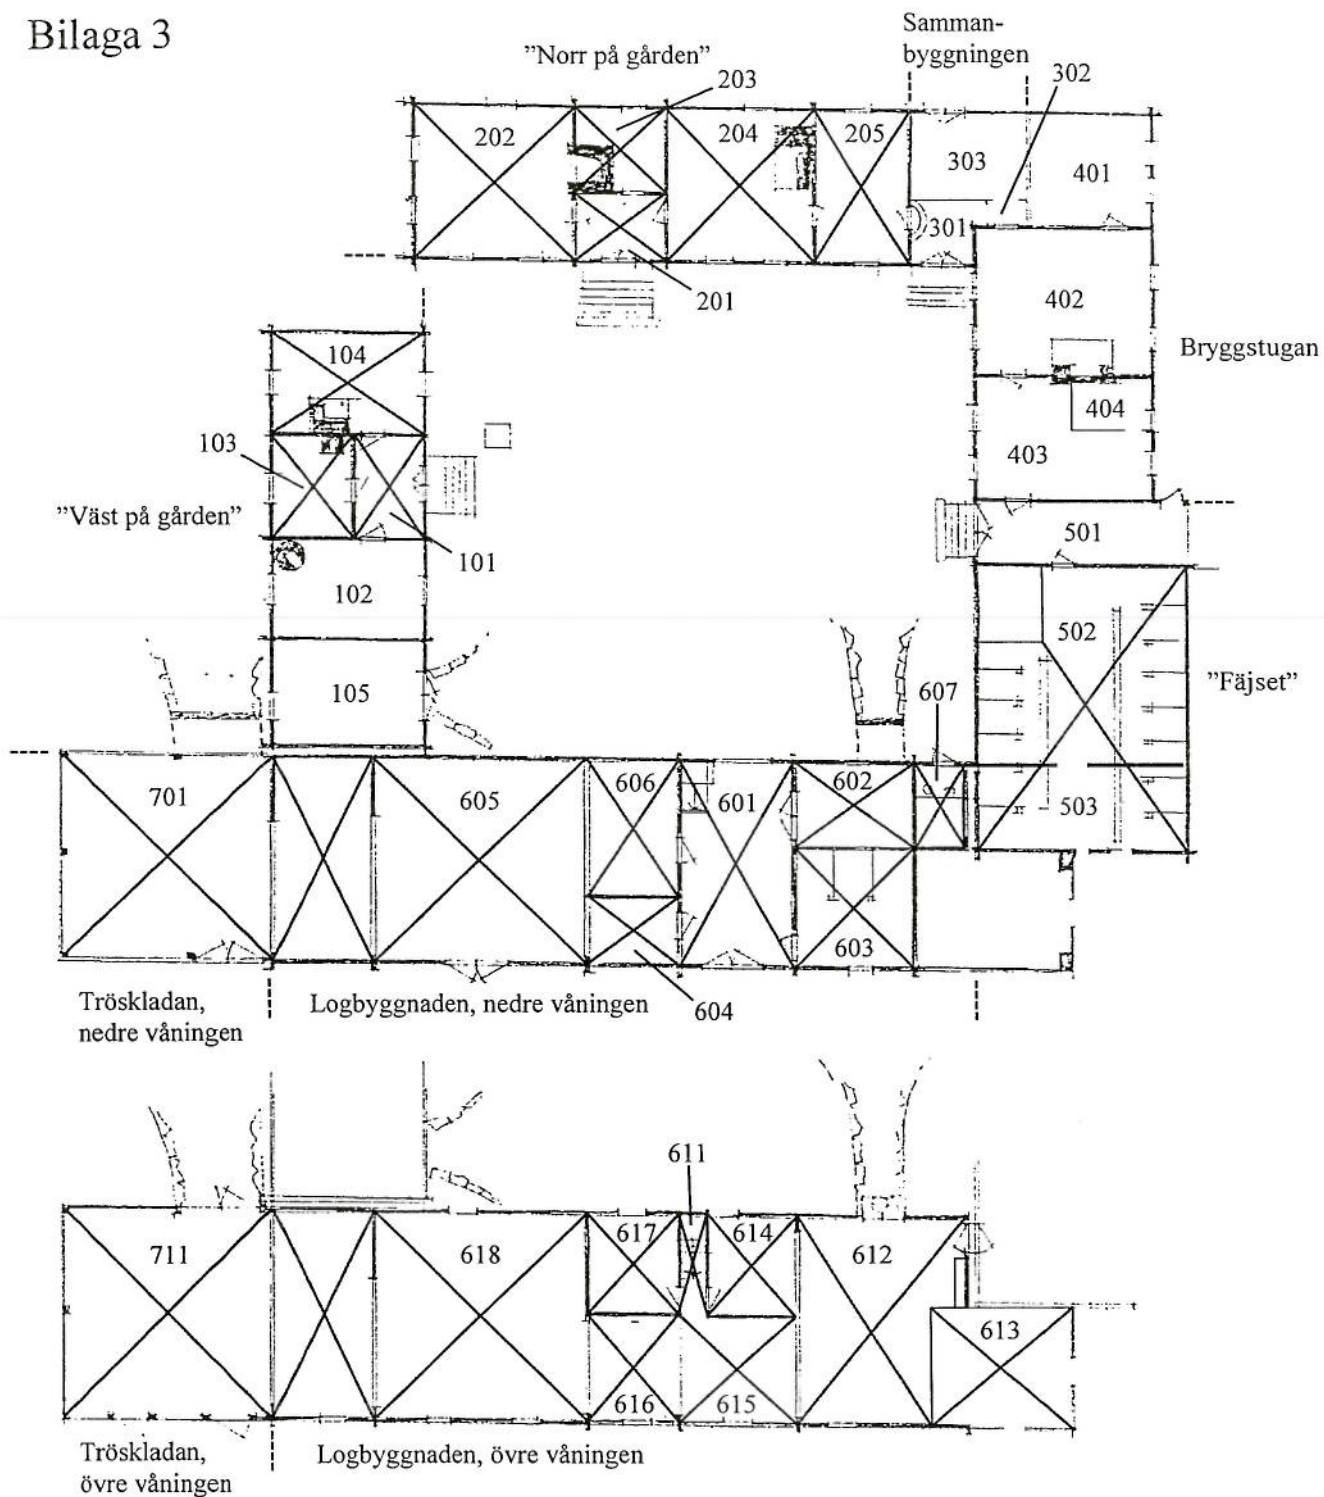 Bilaga 3
Samman-
byggningen
”Norr på gården”
203
302
202
204
205
303
401
301
201
402
Bryggstugan
104
404
103
403
”Väst på gården”
101
501
102
502
”Fäjset”
105
607
701
605
606
601
602
503
603
604
Tröskladan,
nedre våningen
Logbyggnaden, nedre våningen
611
711
618
617
614
612
613
616
615
Tröskladan,
övre våningen
Logbyggnaden, övre våningen